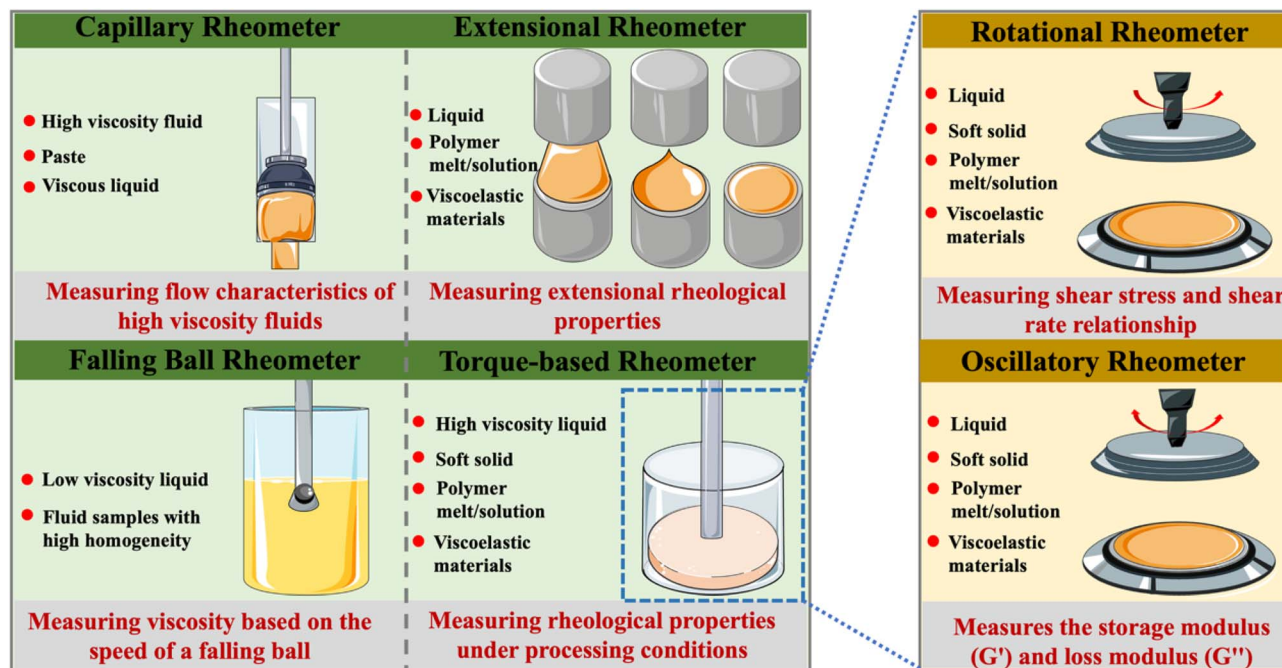 Capillary Rheometer
High viscosity fluid
Paste
Viscous liquid
Measuring flow characteristics of
high viscosity fluids
Extensional Rheometer
Liquid
Polymer
melt/solution
Viscoelastic
materials
Measuring extensional rheological
properties
Falling Ball Rheometer
Low viscosity liquid
Fluid samples with
high homogeneity
Measuring viscosity based on the
speed of a falling ball
Torque-based Rheometer
High viscosity liquid
Soft solid
Polymer
melt/solution
Viscoelastic
materials
Measuring rheological properties
under processing conditions
Rotational Rheometer
Liquid
Soft solid
Polymer
melt/solution
Viscoelastic
materials
Measuring shear stress and shear
rate relationship
Oscillatory Rheometer
Liquid
Soft solid
Polymer
melt/solution
Viscoelastic
materials
Measures the storage modulus
(G') and loss modulus (G'')